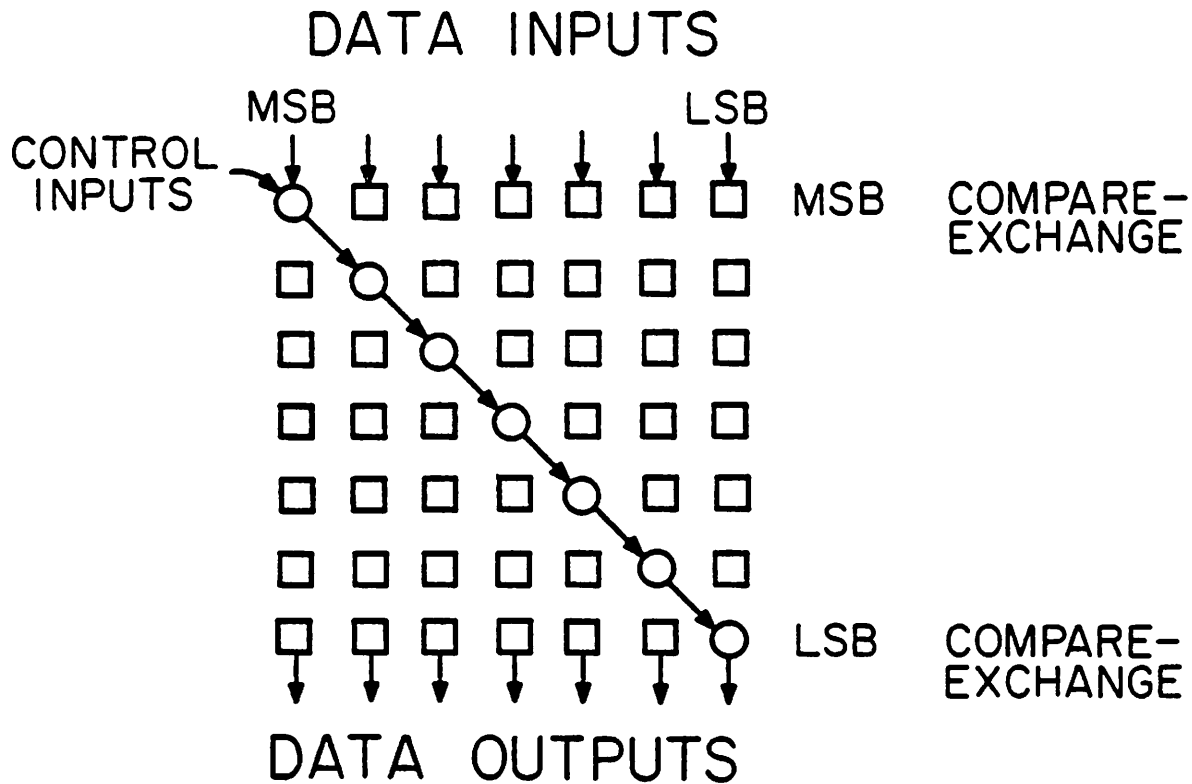 DATA INPUTS
MSB
LSB
CONTROL
INPUTS
MSB
COMPARE-
EXCHANGE
LSB
COMPARE-
EXCHANGE
DATA OUTPUTS